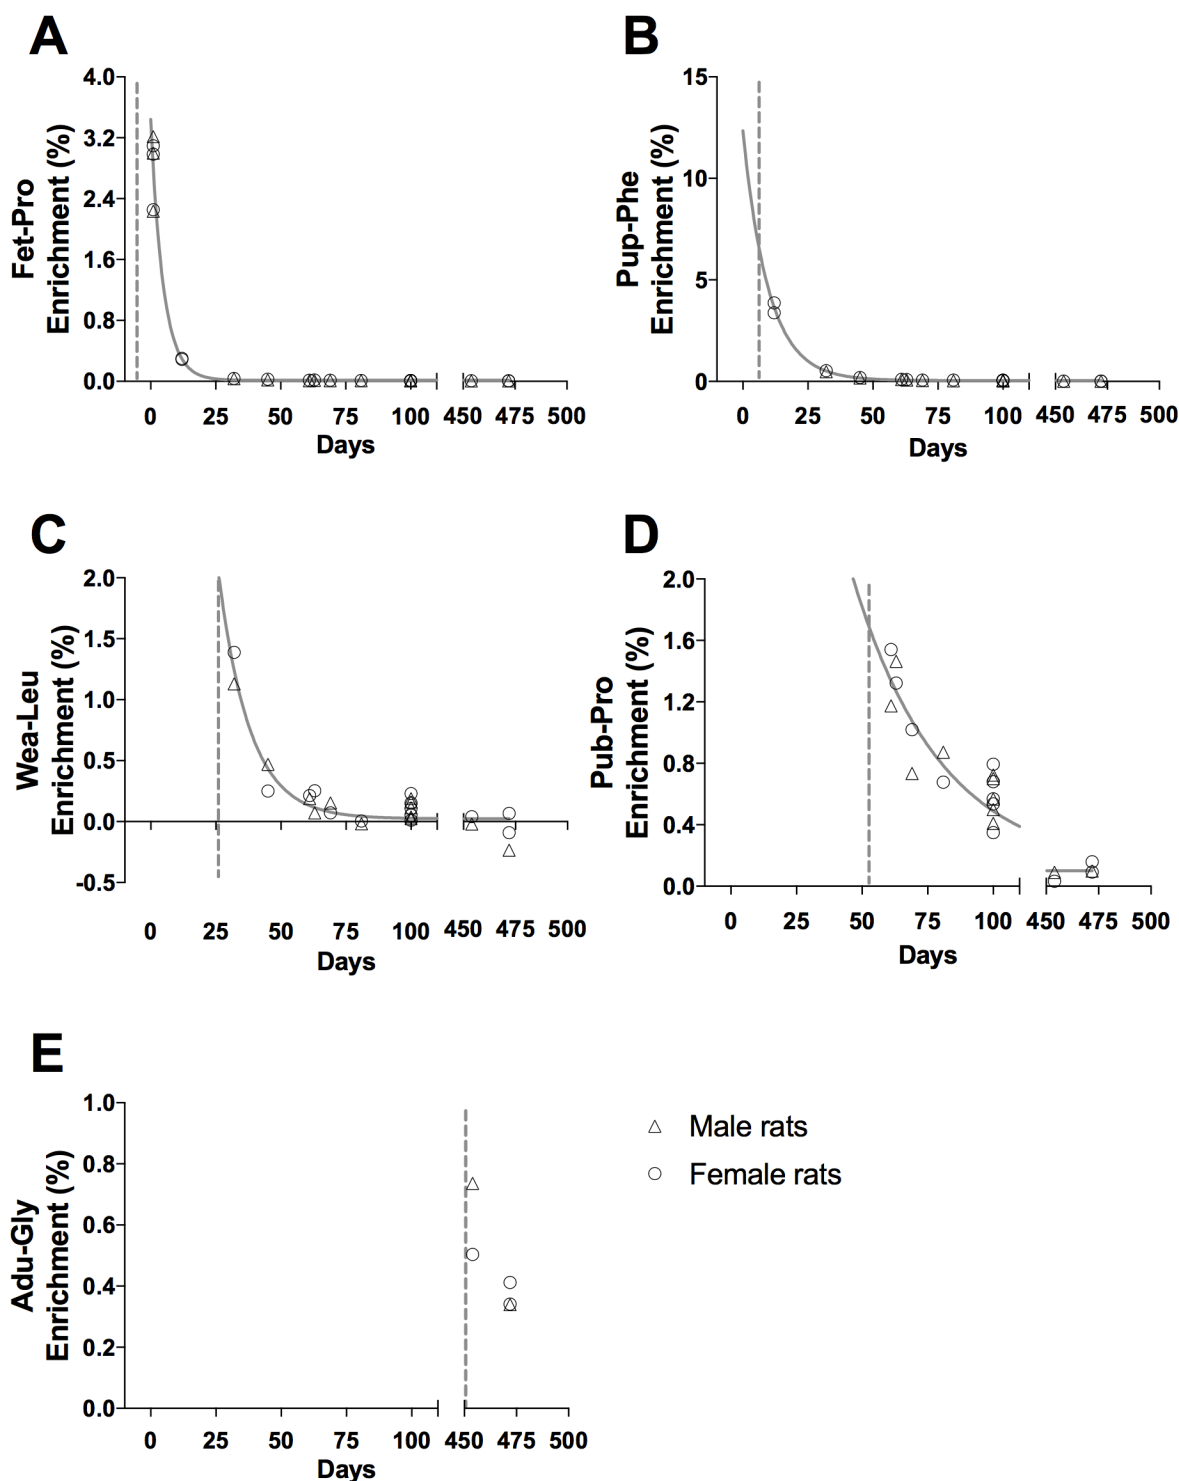 A
Fet-Pro
Enrichment (%)
4.0
3.2
2.4
1.6
0.8
0.0
0 25 50 75 100 450 475 500
Days
B
Pup-Phe
Enrichment (%)
15
10
5
0
0 25 50 75 100 450 475 500
Days
C
Wea-Leu
Enrichment (%)
2.0
1.5
1.0
0.5
0.0
-0.5
0 25 50 75 100 450 475 500
Days
D
Pub-Pro
Enrichment (%)
2.0
1.6
1.2
0.8
0.4
0.0
0 25 50 75 100 450 475 500
Days
E
Adu-Gly
Enrichment (%)
1.0
0.8
0.6
0.4
0.2
0.0
0 25 50 75 100 450 475 500
Days
Male rats
Female rats